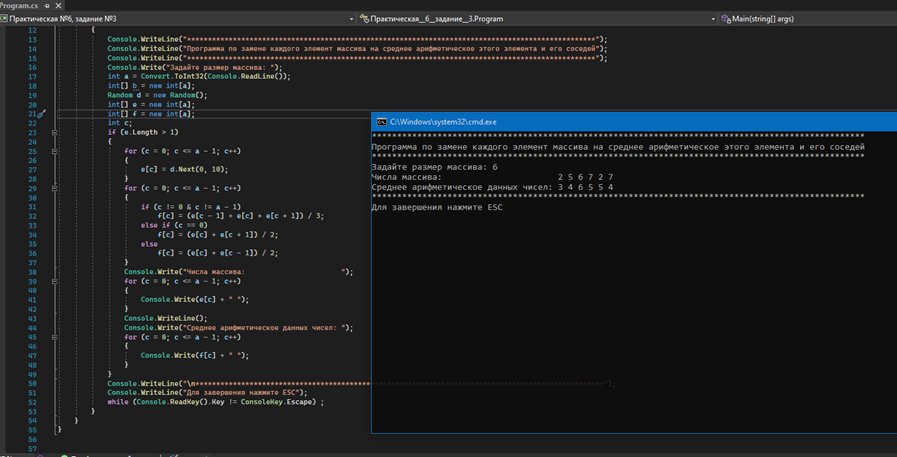 Program.cs
Практическая №6, задание №3
Практическая__6__задание__3.Program
Main(string[] args)
12 {
13 Console.WriteLine("**************************************************************************************************");
14 Console.WriteLine("Программа по замене каждого элемент массива на среднее арифметическое этого элемента и его соседей");
15 Console.WriteLine("**************************************************************************************************");
16 Console.Write("Задайте размер массива: ");
17 int a = Convert.ToInt32(Console.ReadLine());
18 int[] b = new int[a];
19 Random d = new Random();
20 int[] e = new int[a];
21 int[] f = new int[a];
22 int c;
23 if (e.Length > 1)
24 {
25 for (c = 0; c <= a - 1; c++)
26 {
27 e[c] = d.Next(0, 10);
28 }
29 for (c = 0; c <= a - 1; c++)
30 {
31 if (c != 0 & c != a - 1)
32 f[c] = (e[c - 1] + e[c] + e[c + 1]) / 3;
33 else if (c == 0)
34 f[c] = (e[c] + e[c + 1]) / 2;
35 else
36 f[c] = (e[c] + e[c - 1]) / 2;
37 }
38 Console.Write("Числа массива:                       ");
39 for (c = 0; c <= a - 1; c++)
40 {
41 Console.Write(e[c] + " ");
42 }
43 Console.WriteLine();
44 Console.Write("Среднее арифметическое данных чисел: ");
45 for (c = 0; c <= a - 1; c++)
46 {
47 Console.Write(f[c] + " ");
48 }
49 }
50 Console.WriteLine("\n**************************************************************************************************");
51 Console.WriteLine("Для завершения нажмите ESC");
52 while (Console.ReadKey().Key != ConsoleKey.Escape) ;
53 }
54 }
55 }
56
57
C:\Windows\system32\cmd.exe
**************************************************************************************************
Программа по замене каждого элемент массива на среднее арифметическое этого элемента и его соседей
**************************************************************************************************
Задайте размер массива: 6
Числа массива:                       2 5 6 7 2 7
Среднее арифметическое данных чисел: 3 4 6 5 5 4
**************************************************************************************************
Для завершения нажмите ESC